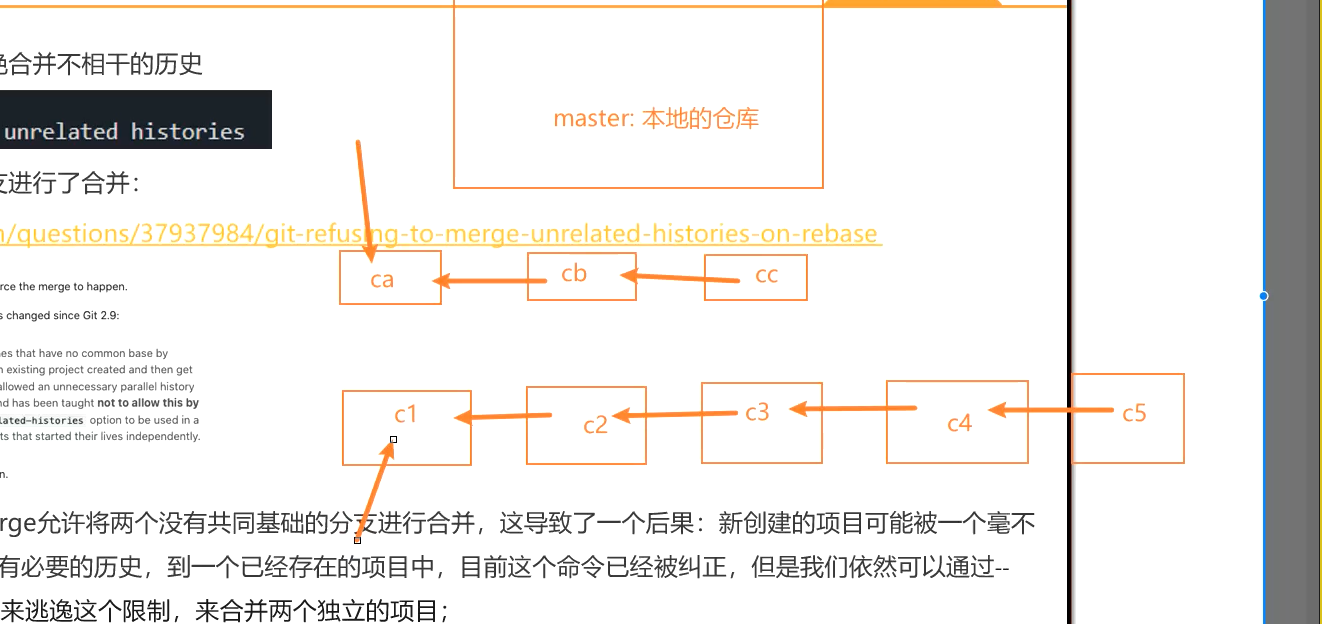 绝合并不相干的历史
master: 本地的仓库
unrelated histories
支进行了合并：
n/questions/37937984/git-refusing-to-merge-unrelated-histories-on-rebase
ca
cb
cc
rce the merge to happen.
s changed since Git 2.9:
nes that have no common base by
n existing project created and then get
allowed an unnecessary parallel history
nd has been taught not to allow this by
lated-histories option to be used in a
ts that started their lives independently.
c1
c2
c3
c4
c5
n.
rge允许将两个没有共同基础的分支进行合并，这导致了一个后果：新创建的项目可能被一个毫不
有必要的历史，到一个已经存在的项目中，目前这个命令已经被纠正，但是我们依然可以通过--
来逃逸这个限制，来合并两个独立的项目；